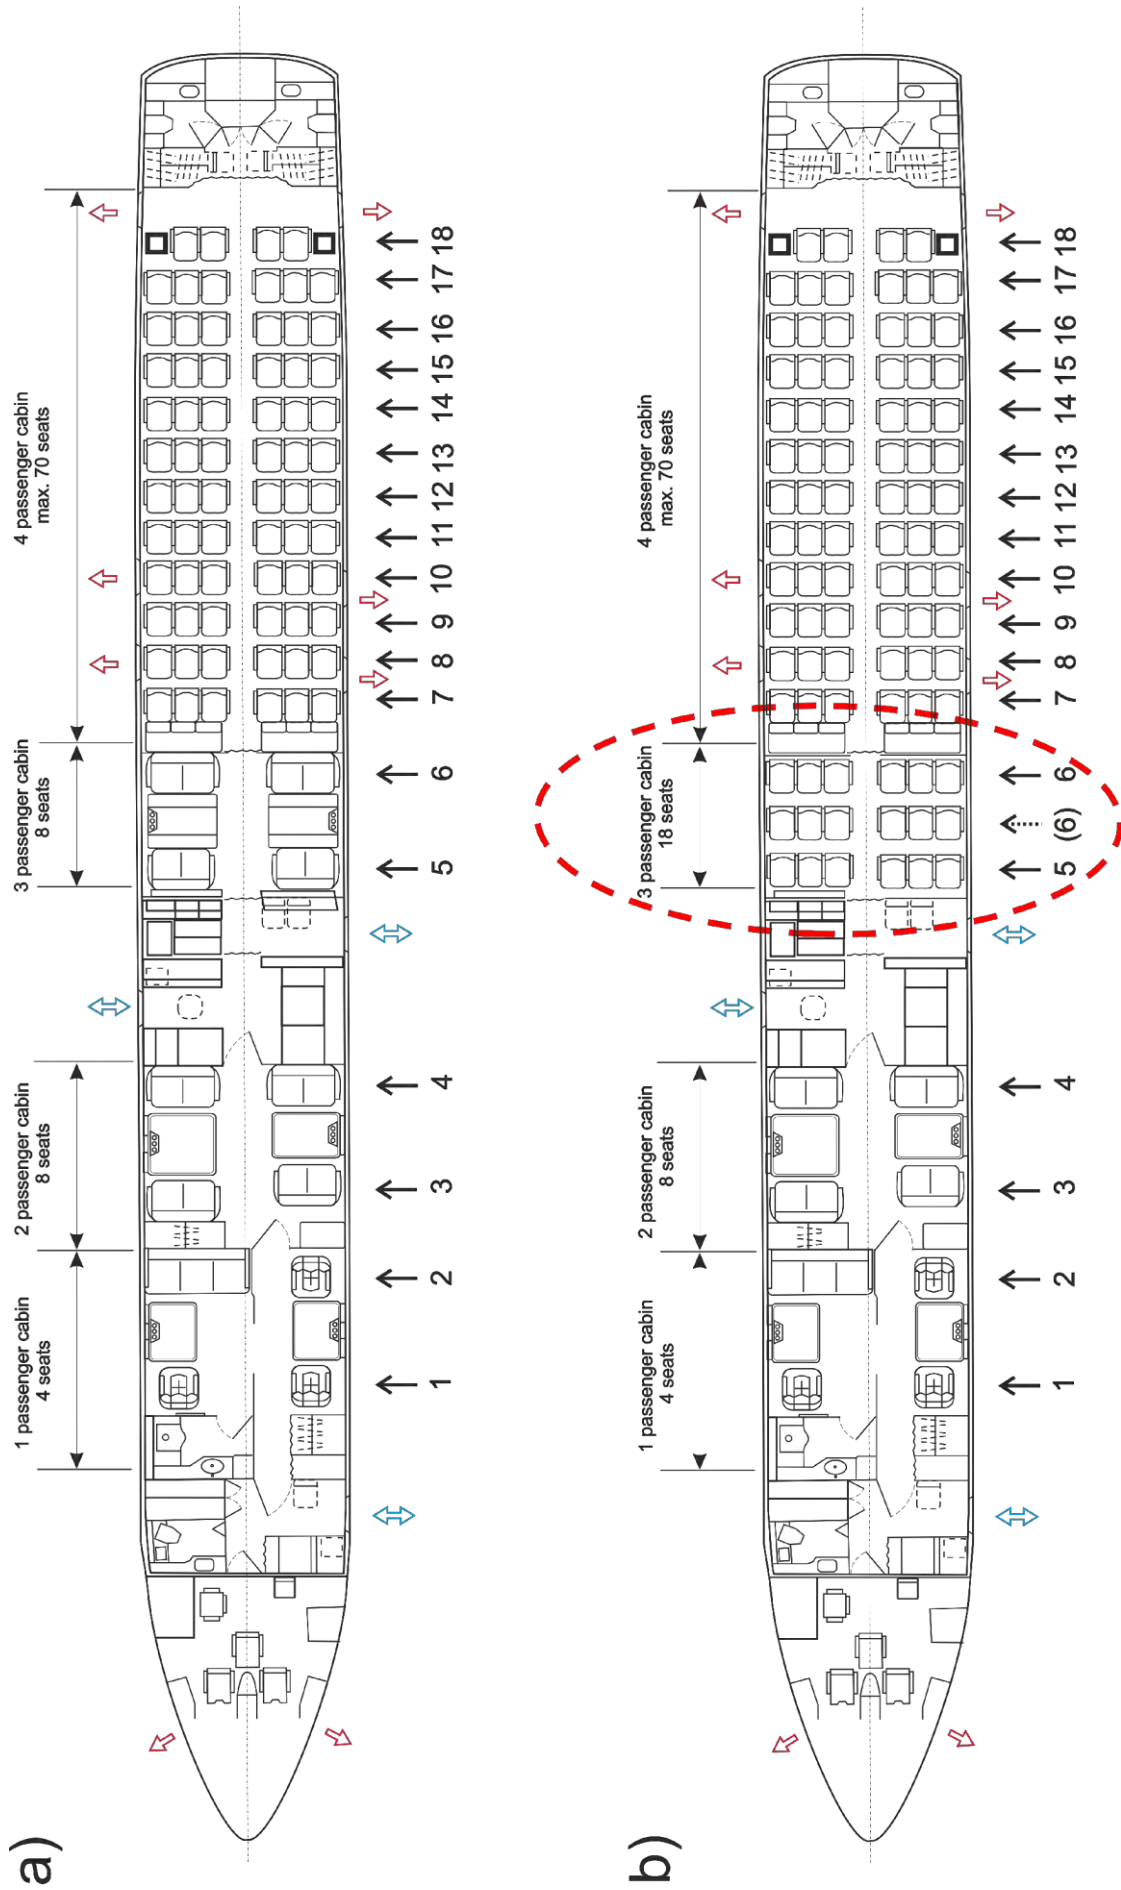 a)
1 passenger cabin
4 seats
2 passenger cabin
8 seats
3 passenger cabin
8 seats
4 passenger cabin
max. 70 seats
1
2
3
4
5
6
7
8
9
10
11
12
13
14
15
16
17
18
b)
1 passenger cabin
4 seats
2 passenger cabin
8 seats
3 passenger cabin
18 seats
4 passenger cabin
max. 70 seats
1
2
3
4
5
(6)
6
7
8
9
10
11
12
13
14
15
16
17
18